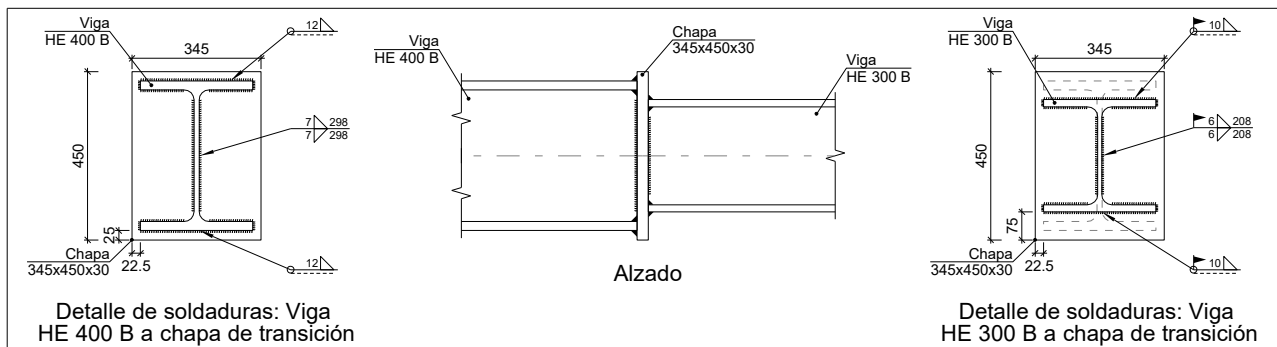 Viga
HE 400 B
12
345
450
7 298
7 298
25
Chapa
345x450x30
22.5
12
Detalle de soldaduras: Viga
HE 400 B a chapa de transición
Viga
HE 400 B
Chapa
345x450x30
Viga
HE 300 B
Alzado
Viga
HE 300 B
10
345
450
6 208
6 208
75
Chapa
345x450x30
22.5
10
Detalle de soldaduras: Viga
HE 300 B a chapa de transición